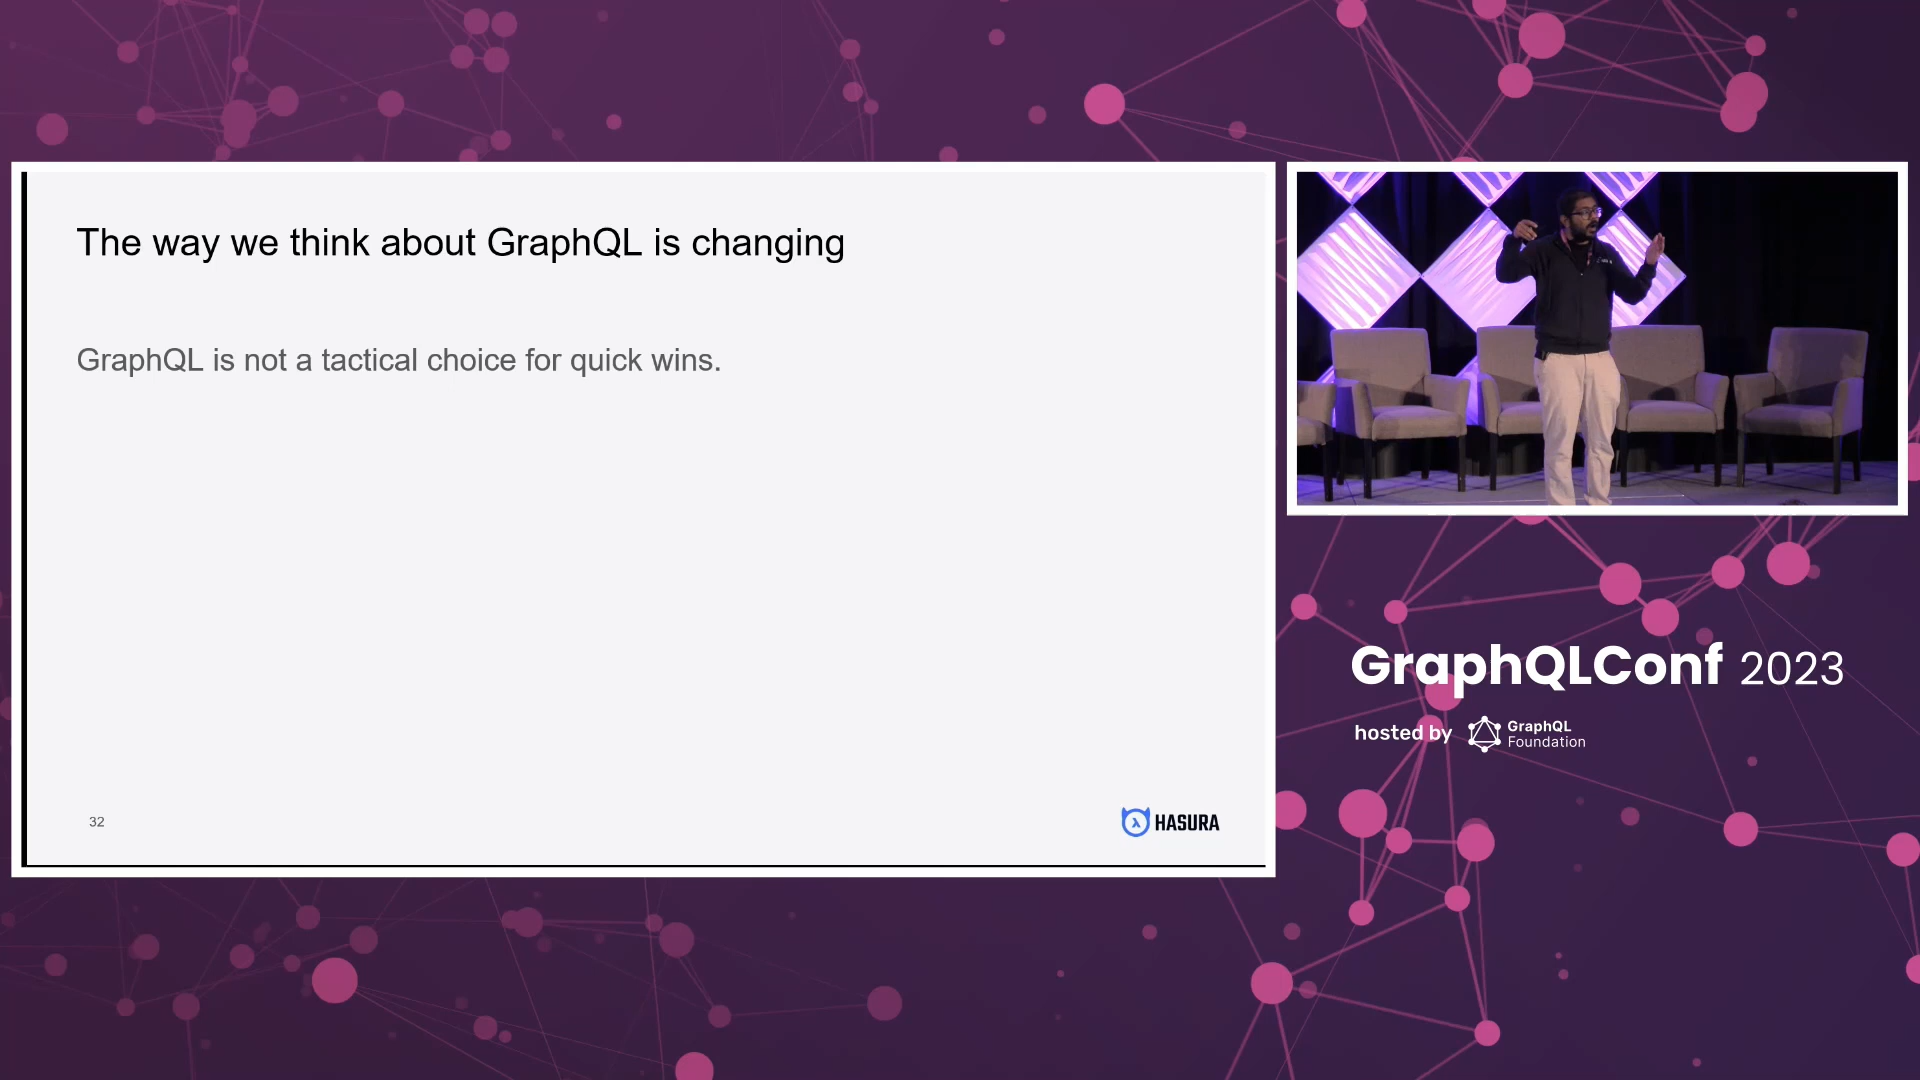 The way we think about GraphQL is changing
GraphQL is not a tactical choice for quick wins.
32
HASURA
GraphQLConf 2023
hosted by
GraphQL
Foundation